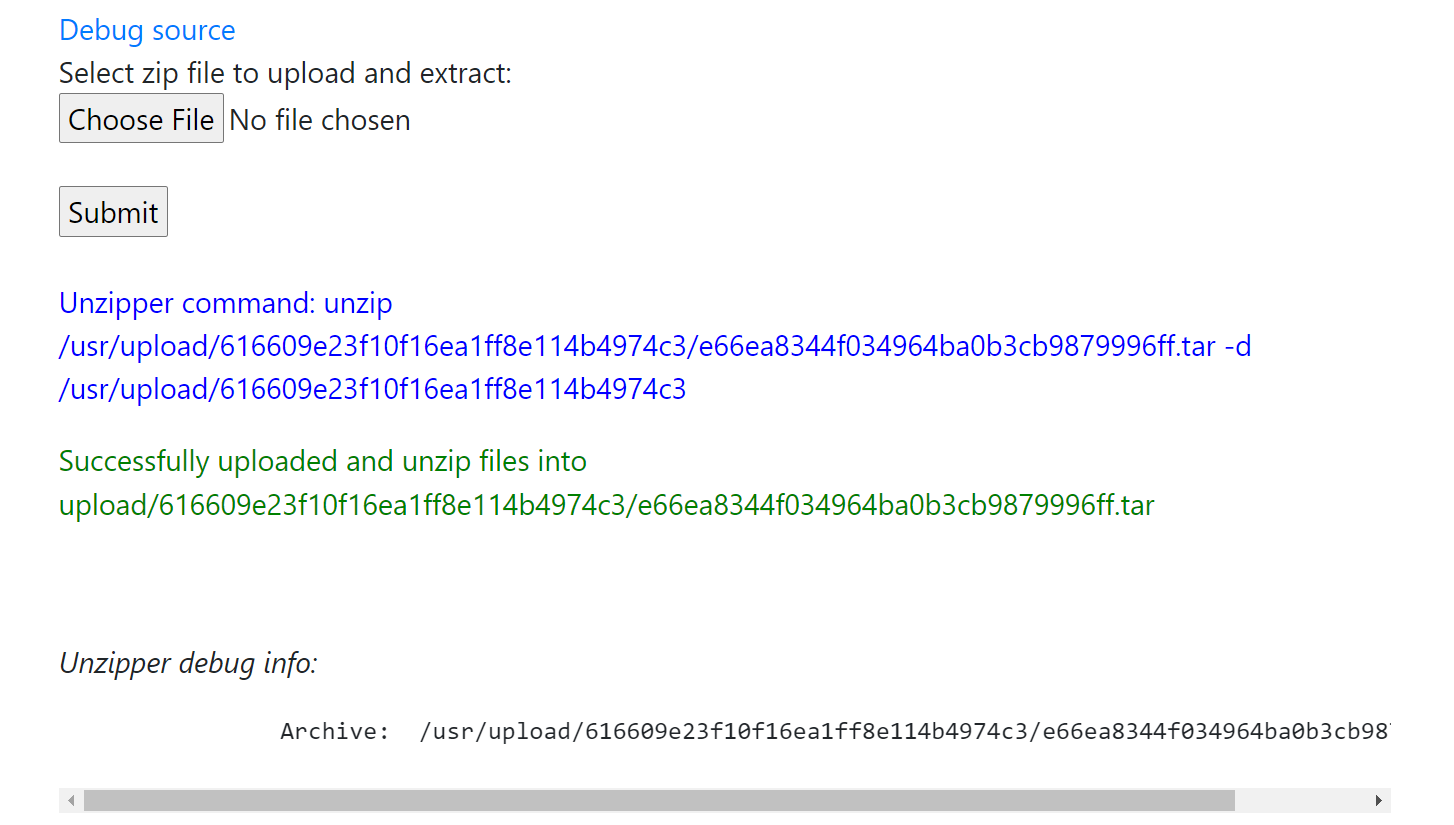 Debug source
Select zip file to upload and extract:
Choose File No file chosen
Submit
Unzipper command: unzip
/usr/upload/616609e23f10f16ea1ff8e114b4974c3/e66ea8344f034964ba0b3cb9879996ff.tar -d
/usr/upload/616609e23f10f16ea1ff8e114b4974c3
Successfully uploaded and unzip files into
upload/616609e23f10f16ea1ff8e114b4974c3/e66ea8344f034964ba0b3cb9879996ff.tar
Unzipper debug info:
Archive:  /usr/upload/616609e23f10f16ea1ff8e114b4974c3/e66ea8344f034964ba0b3cb98